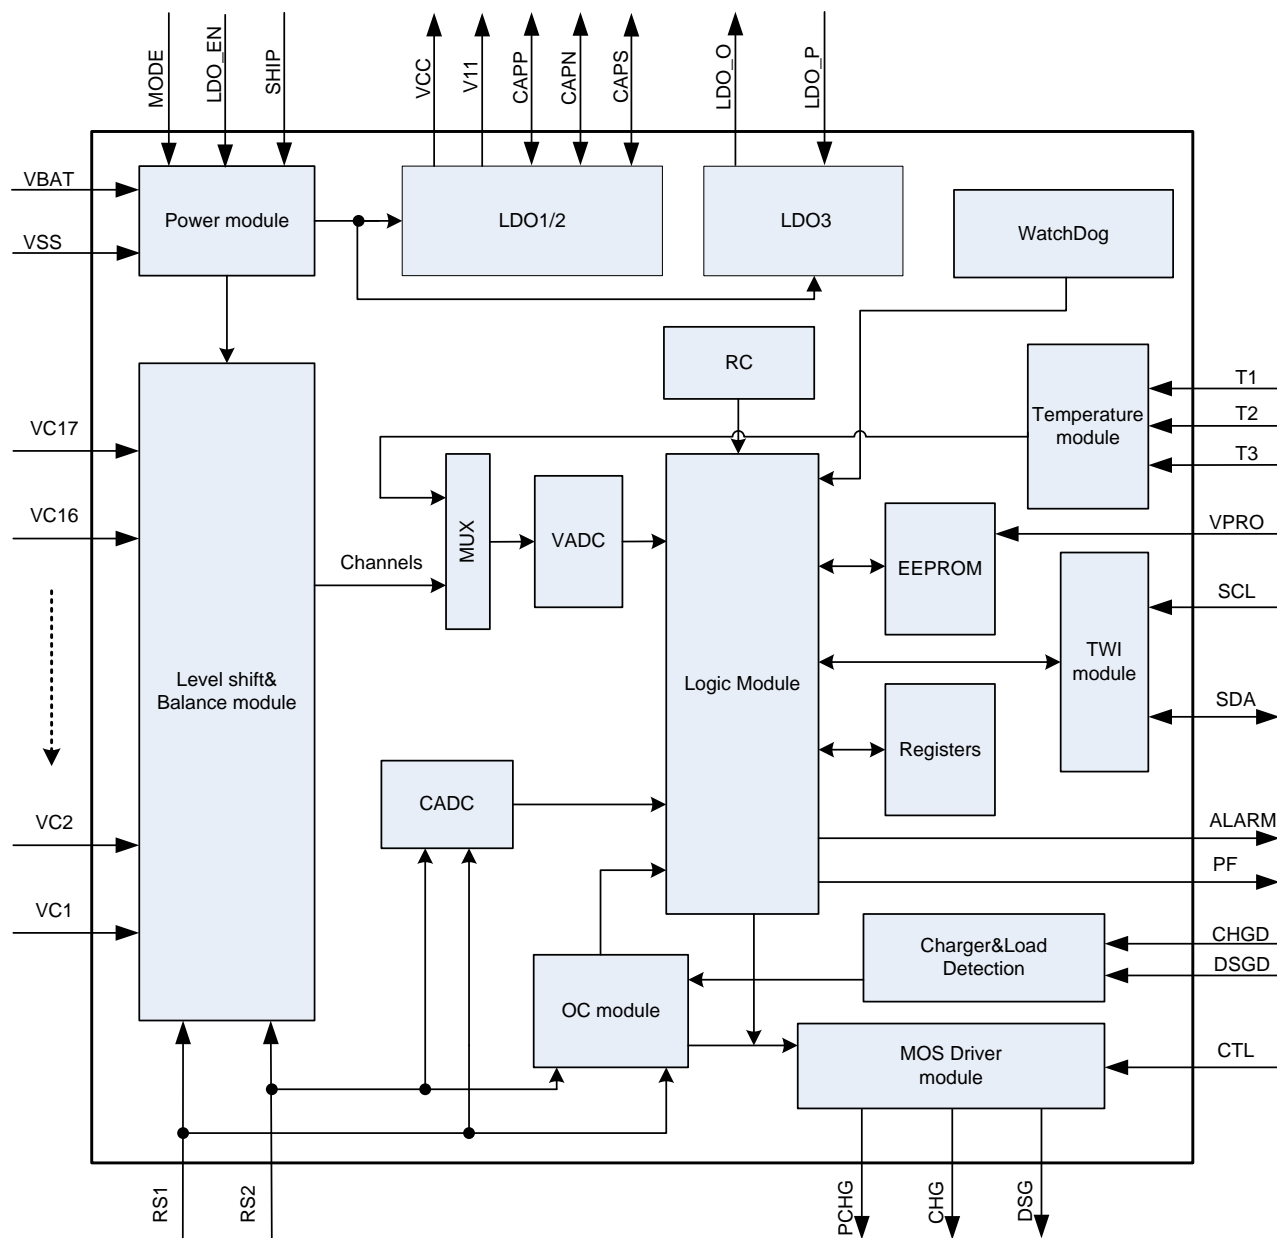 MODE
LDO_EN
SHIP
VCC
V11
CAPP
CAPN
CAPS
LDO_O
LDO_P
VBAT
VSS
Power module
LDO1/2
LDO3
WatchDog
RC
Temperature
module
T1
T2
T3
VC17
VC16
Channels
MUX
VADC
EEPROM
VPRO
SCL
TWI
module
SDA
Level shift&
Balance module
Logic Module
Registers
CADC
VC2
VC1
ALARM
PF
Charger&Load
Detection
CHGD
DSGD
OC module
MOS Driver
module
CTL
RS1
RS2
PCHG
CHG
DSG